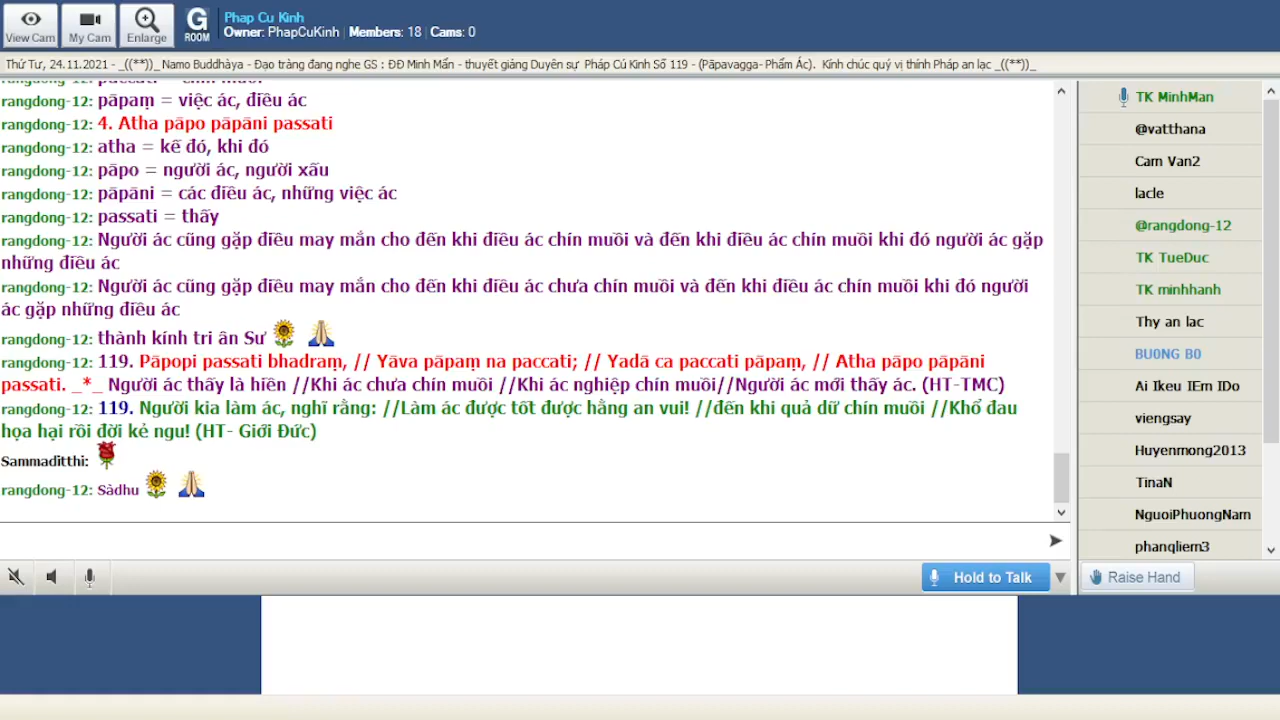 View Cam
My Cam
Enlarge
G
ROOM
Phap Cu Kinh
Owner: PhapCuKinh | Members: 18 | Cams: 0
Thứ Tư, 24.11.2021 - _((**))_ Namo Buddhàya - Đạo tràng đang nghe GS : ĐĐ Minh Mẫn - thuyết giảng Duyên sự Pháp Cú Kinh Số 119 - (Pāpavagga- Phẩm Ác). Kính chúc quý vị thính Pháp an lạc _((**))_
rangdong-12: pāpaṃ = việc ác, điều ác
rangdong-12: 4. Atha pāpo pāpāni passati
rangdong-12: atha = kế đó, khi đó
rangdong-12: pāpo = người ác, người xấu
rangdong-12: pāpāni = các điều ác, những việc ác
rangdong-12: passati = thấy
rangdong-12: Người ác cũng gặp điều may mắn cho đến khi điều ác chín muồi và đến khi điều ác chín muồi khi đó người ác gặp
những điều ác
rangdong-12: Người ác cũng gặp điều may mắn cho đến khi điều ác chưa chín muồi và đến khi điều ác chín muồi khi đó người
ác gặp những điều ác
rangdong-12: thành kính tri ân Sư
rangdong-12: 119. Pāpopi passati bhadraṃ, // Yāva pāpaṃ na paccati; // Yadā ca paccati pāpaṃ, // Atha pāpo pāpāni
passati. _*_ Người ác thấy là hiền //Khi ác chưa chín muồi //Khi ác nghiệp chín muồi//Người ác mới thấy ác. (HT-TMC)
rangdong-12: 119. Người kia làm ác, nghĩ rằng: //Làm ác được tốt được hằng an vui! //đến khi quả dữ chín muồi //Khổ đau
họa hại rồi đời kẻ ngu! (HT- Giới Đức)
Sammadỉtthi:
rangdong-12: Sàdhu
TK MinhMan
@vatthana
Cam Van2
lacle
@rangdong-12
TK TueDuc
TK minhhanh
Thy an lac
BU0NG B0
Ai Ikeu IEm IDo
viengsay
Huyenmong2013
TinaN
NguoiPhuongNam
phanqliem3
Hold to Talk
Raise Hand